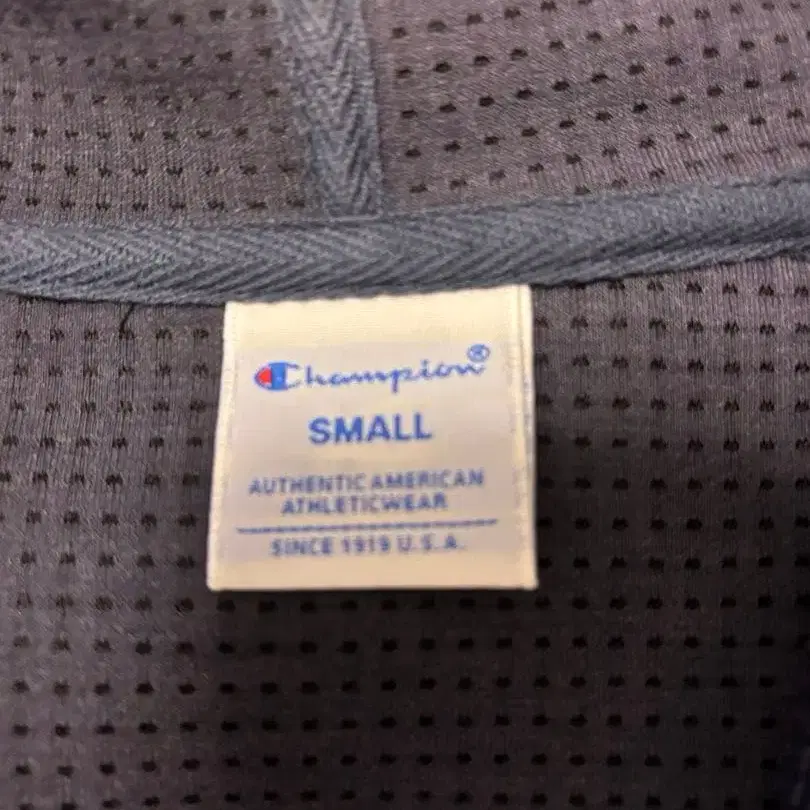 Champion®
SMALL
AUTHENTIC AMERICAN
ATHLETICWEAR
SINCE 1919 U.S.A.